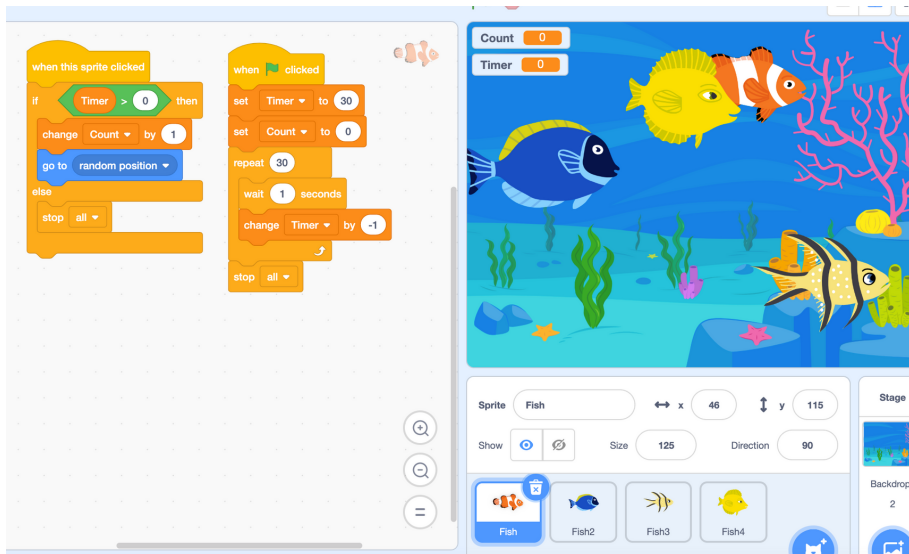 when this sprite clicked
if Timer > 0 then
change Count by 1
go to random position
else
stop all
when clicked
set Timer to 30
set Count to 0
repeat 30
wait 1 seconds
change Timer by -1
stop all
Count 0
Timer 0
Sprite Fish x 46 y 115
Show Size 125 Direction 90
Fish
Fish2
Fish3
Fish4
Stage
Backdrop
2